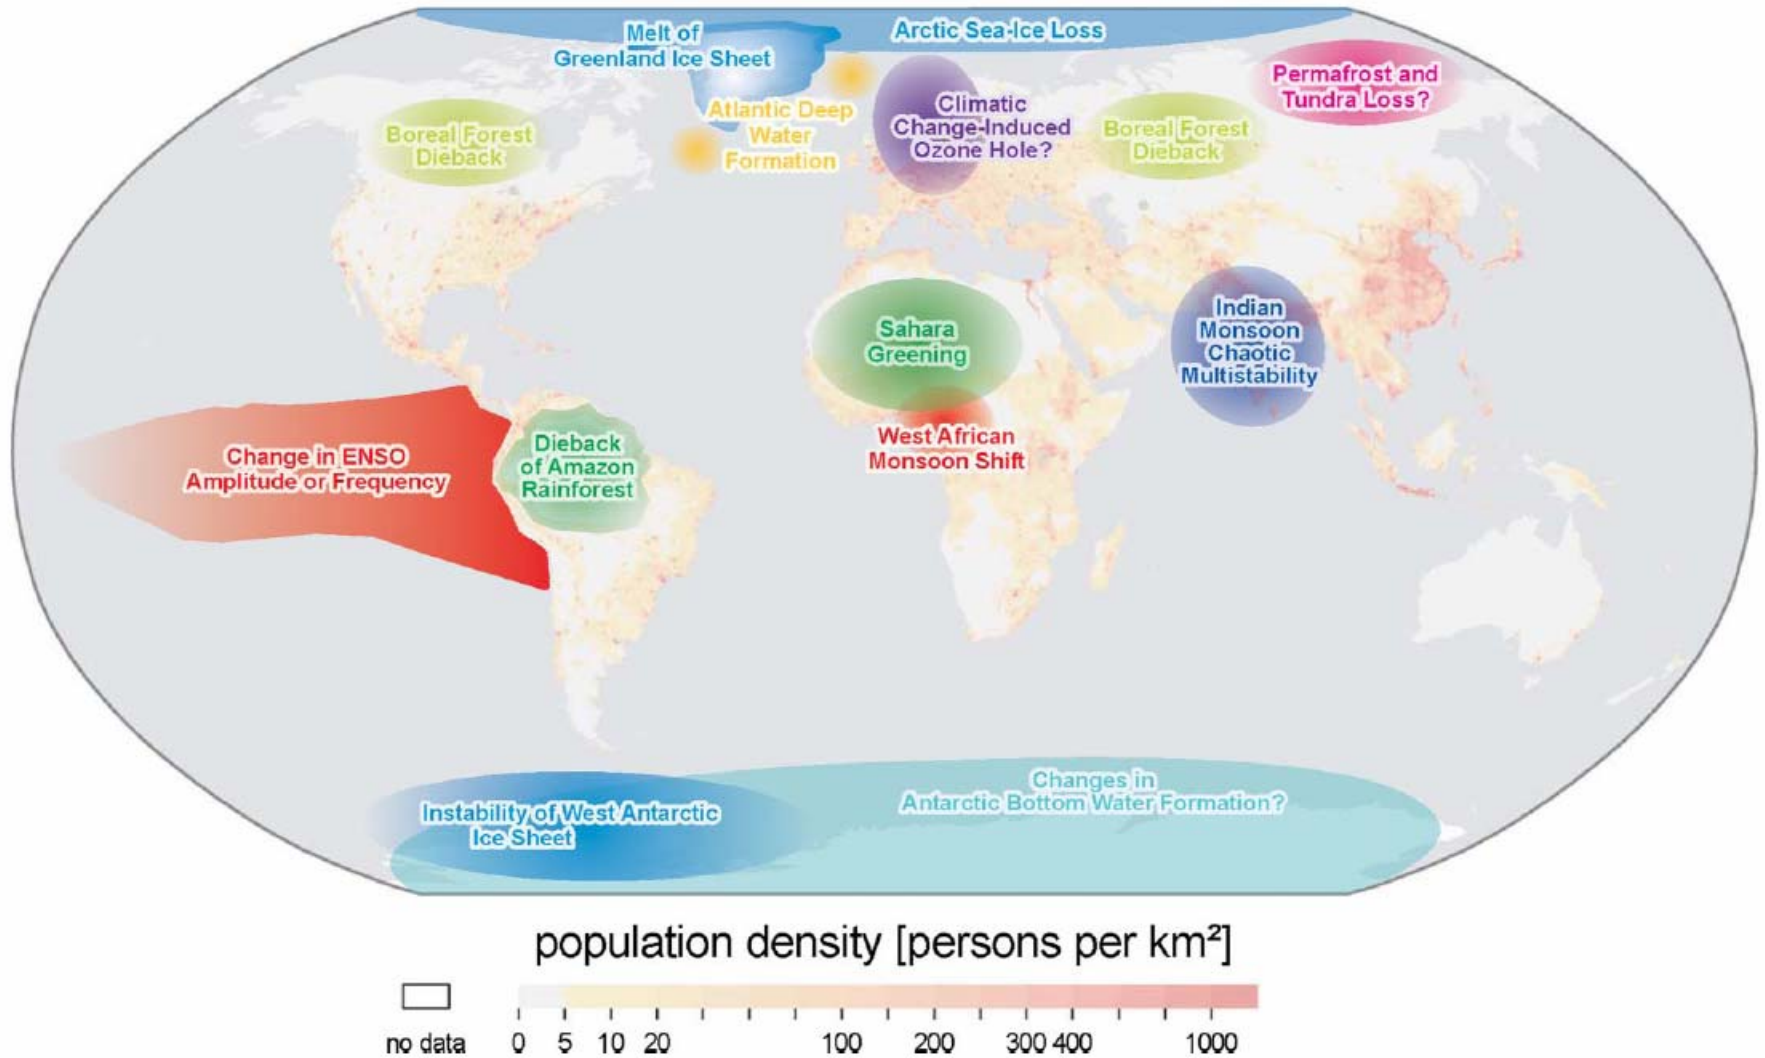 Melt of
Greenland Ice Sheet
Arctic Sea-Ice Loss
Permafrost and
Tundra Loss?
Atlantic Deep
Water
Formation
Climatic
Change-Induced
Ozone Hole?
Boreal Forest
Dieback
Boreal Forest
Dieback
Sahara
Greening
Indian
Monsoon
Chaotic
Multistability
Change in ENSO
Amplitude or Frequency
Dieback
of Amazon
Rainforest
West African
Monsoon Shift
Instability of West Antarctic
Ice Sheet
Changes in
Antarctic Bottom Water Formation?
population density [persons per km²]
no data 0 5 10 20 100 200 300 400 1000